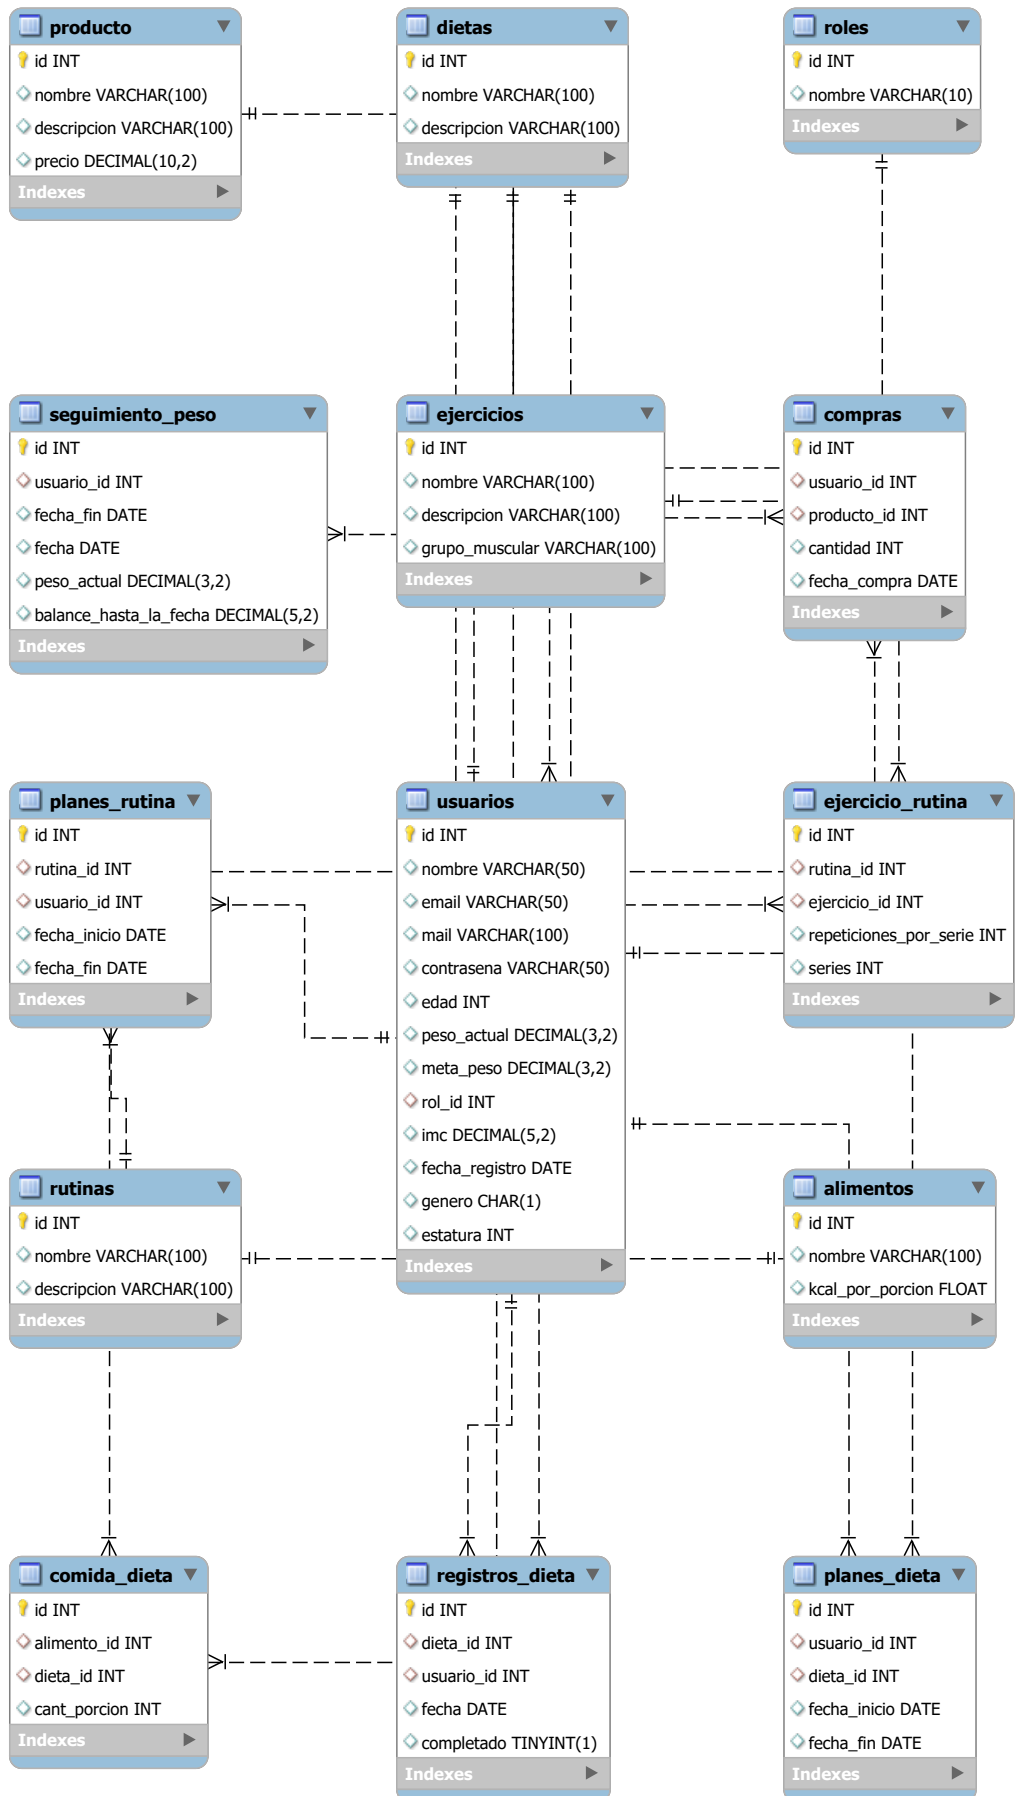 producto
id INT
nombre VARCHAR(100)
descripcion VARCHAR(100)
precio DECIMAL(10,2)
Indexes
dietas
id INT
nombre VARCHAR(100)
descripcion VARCHAR(100)
Indexes
roles
id INT
nombre VARCHAR(10)
Indexes
seguimiento_peso
id INT
usuario_id INT
fecha_fin DATE
fecha DATE
peso_actual DECIMAL(3,2)
balance_hasta_la_fecha DECIMAL(5,2)
Indexes
ejercicios
id INT
nombre VARCHAR(100)
descripcion VARCHAR(100)
grupo_muscular VARCHAR(100)
Indexes
compras
id INT
usuario_id INT
producto_id INT
cantidad INT
fecha_compra DATE
Indexes
planes_rutina
id INT
rutina_id INT
usuario_id INT
fecha_inicio DATE
fecha_fin DATE
Indexes
usuarios
id INT
nombre VARCHAR(50)
email VARCHAR(50)
mail VARCHAR(100)
contrasena VARCHAR(50)
edad INT
peso_actual DECIMAL(3,2)
meta_peso DECIMAL(3,2)
rol_id INT
imc DECIMAL(5,2)
fecha_registro DATE
genero CHAR(1)
estatura INT
Indexes
ejercicio_rutina
id INT
rutina_id INT
ejercicio_id INT
repeticiones_por_serie INT
series INT
Indexes
rutinas
id INT
nombre VARCHAR(100)
descripcion VARCHAR(100)
Indexes
alimentos
id INT
nombre VARCHAR(100)
kcal_por_porcion FLOAT
Indexes
comida_dieta
id INT
alimento_id INT
dieta_id INT
cant_porcion INT
Indexes
registros_dieta
id INT
dieta_id INT
usuario_id INT
fecha DATE
completado TINYINT(1)
Indexes
planes_dieta
id INT
usuario_id INT
dieta_id INT
fecha_inicio DATE
fecha_fin DATE
Indexes